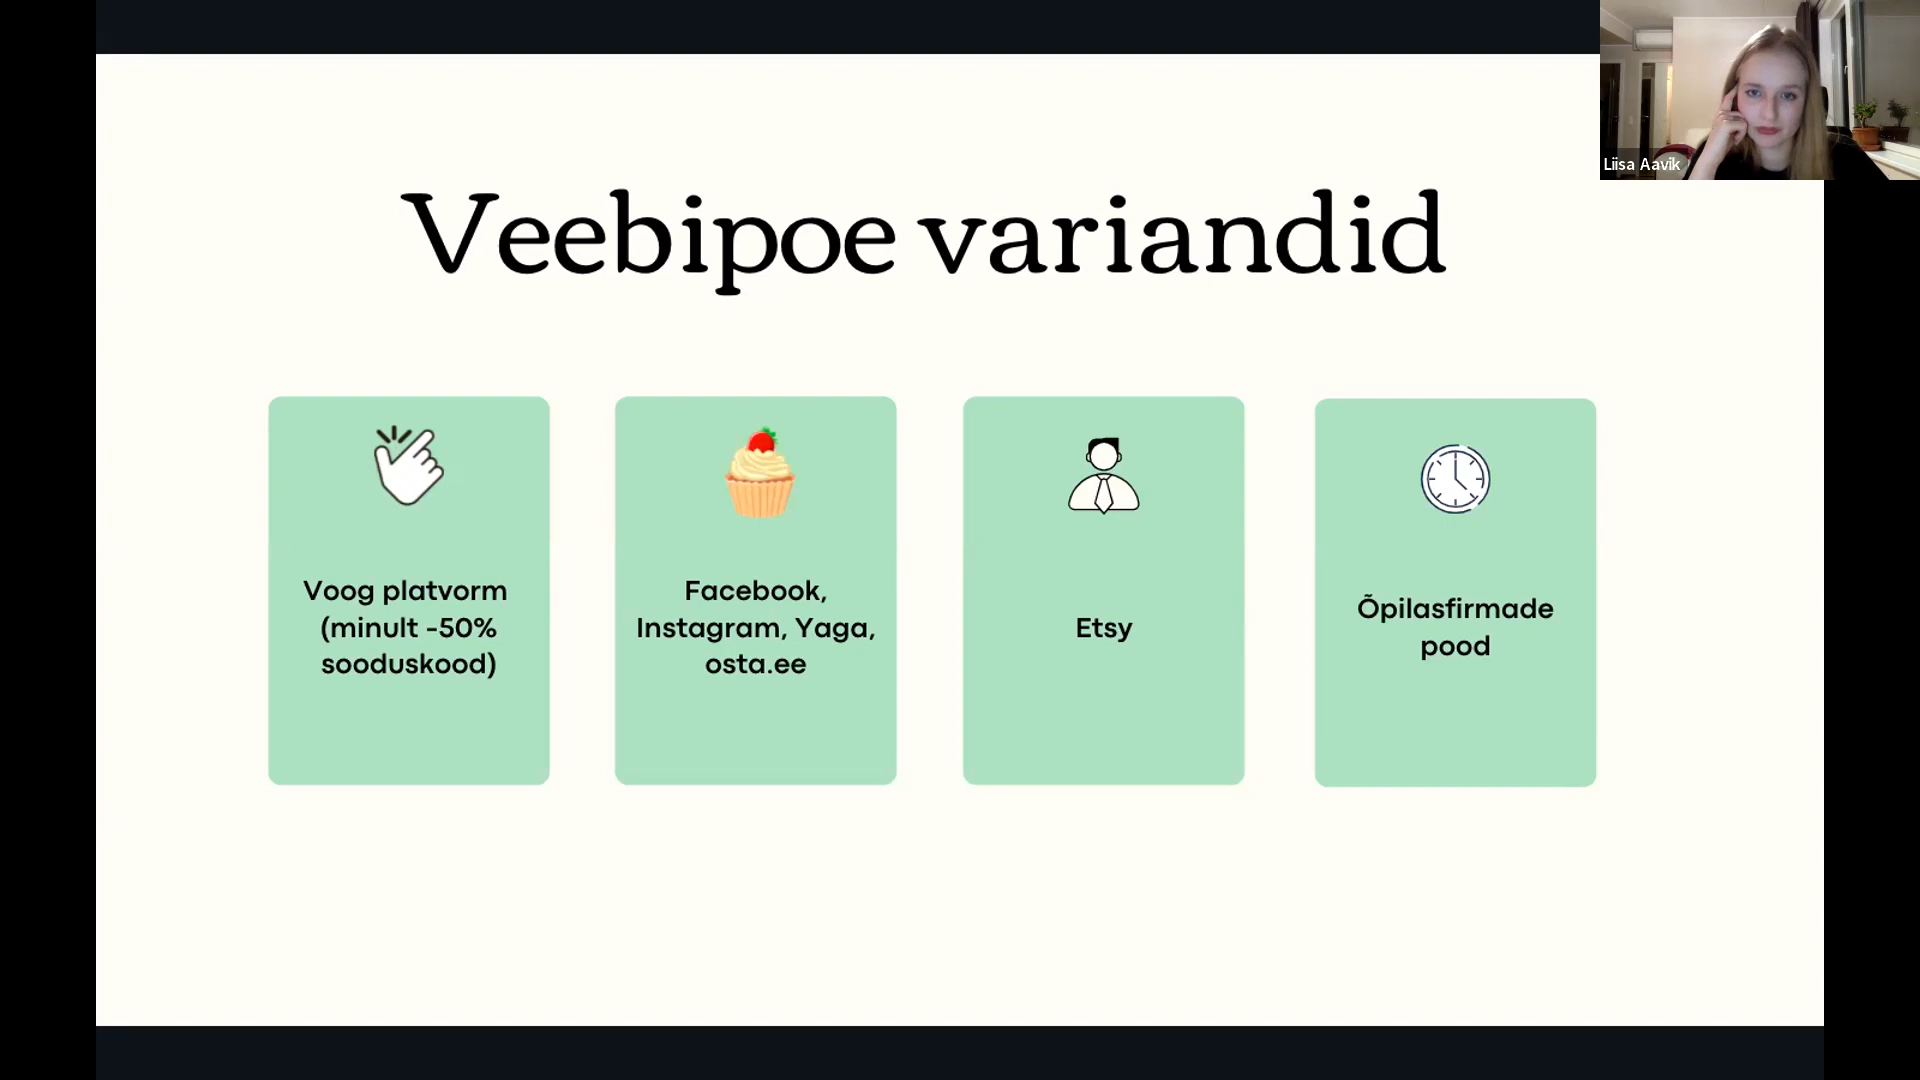 Liisa Aavik
Veebipoe variandid
Voog platvorm
(minult -50%
sooduskood)
Facebook,
Instagram, Yaga,
osta.ee
Etsy
Õpilasfirmade
pood